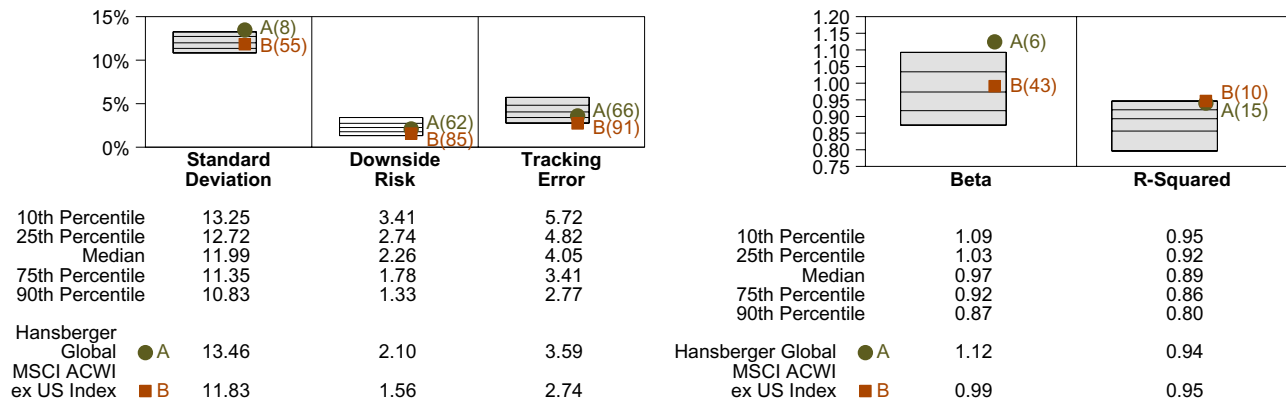 15%
10%
5%
0%
A(8)
B(55)
A(62)
B(85)
A(66)
B(91)
Standard Deviation
Downside Risk
Tracking Error
10th Percentile 13.25 3.41 5.72
25th Percentile 12.72 2.74 4.82
Median 11.99 2.26 4.05
75th Percentile 11.35 1.78 3.41
90th Percentile 10.83 1.33 2.77
Hansberger
Global A 13.46 2.10 3.59
MSCI ACWI
ex US Index B 11.83 1.56 2.74
1.20
1.15
1.10
1.05
1.00
0.95
0.90
0.85
0.80
0.75
A(6)
B(43)
B(10)
A(15)
Beta R-Squared
10th Percentile 1.09 0.95
25th Percentile 1.03 0.92
Median 0.97 0.89
75th Percentile 0.92 0.86
90th Percentile 0.87 0.80
Hansberger Global A 1.12 0.94
MSCI ACWI
ex US Index B 0.99 0.95